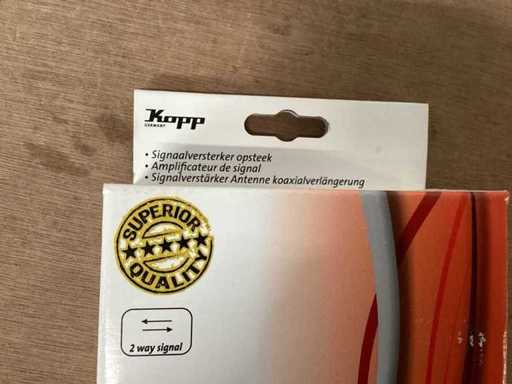 Kopp
GERMANY
• Signaalversterker opsteek
• Amplificateur de signal
• Signalverstärker Antenne koaxialverlängerung
SUPERIOR
QUALITY
2 way signal